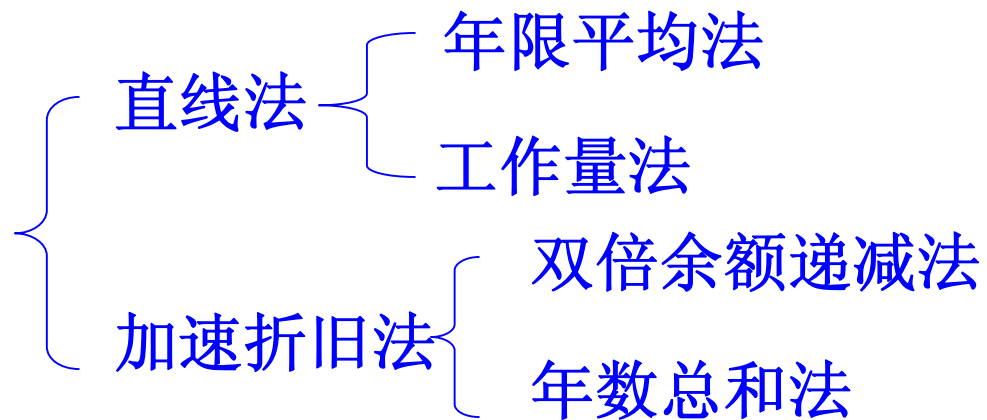 直线法
年限平均法
工作量法
加速折旧法
双倍余额递减法
年数总和法